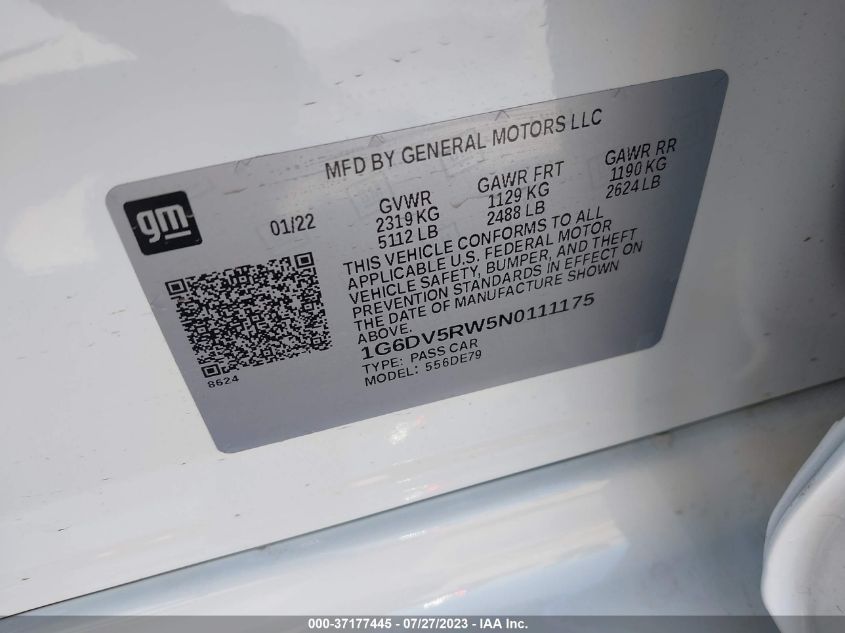 MFD BY GENERAL MOTORS LLC
gm
01/22
GVWR
2319 KG
5112 LB
GAWR FRT
1129 KG
2488 LB
GAWR RR
1190 KG
2624 LB
THIS VEHICLE CONFORMS TO ALL
APPLICABLE U.S. FEDERAL MOTOR
VEHICLE SAFETY, BUMPER, AND THEFT
PREVENTION STANDARDS IN EFFECT ON
THE DATE OF MANUFACTURE SHOWN
ABOVE.
1G6DV5RW5N0111175
TYPE: PASS CAR
MODEL: 556DE79
8624
000-37177445 - 07/27/2023 - IAA Inc.